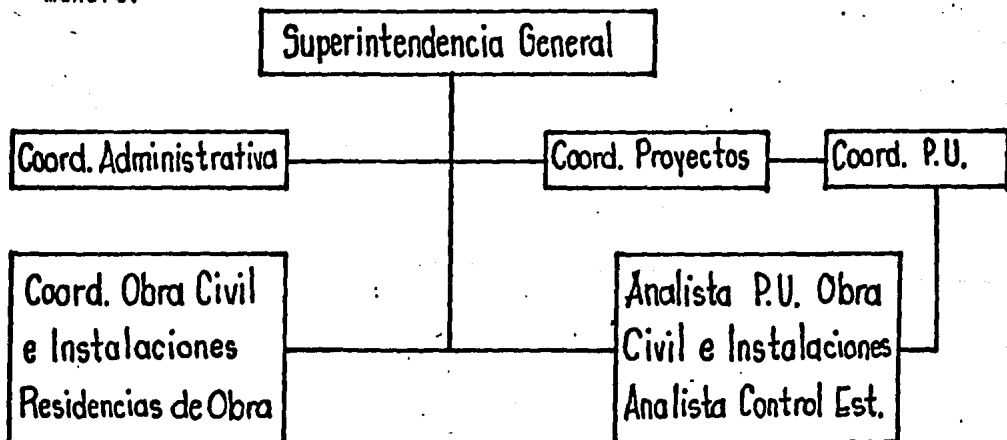 Superintendencia General
Coord. Administrativa
Coord. Proyectos
Coord. P.U.
Coord. Obra Civil
e Instalaciones
Residencias de Obra
Analista P.U. Obra
Civil e Instalaciones
Analista Control Est.